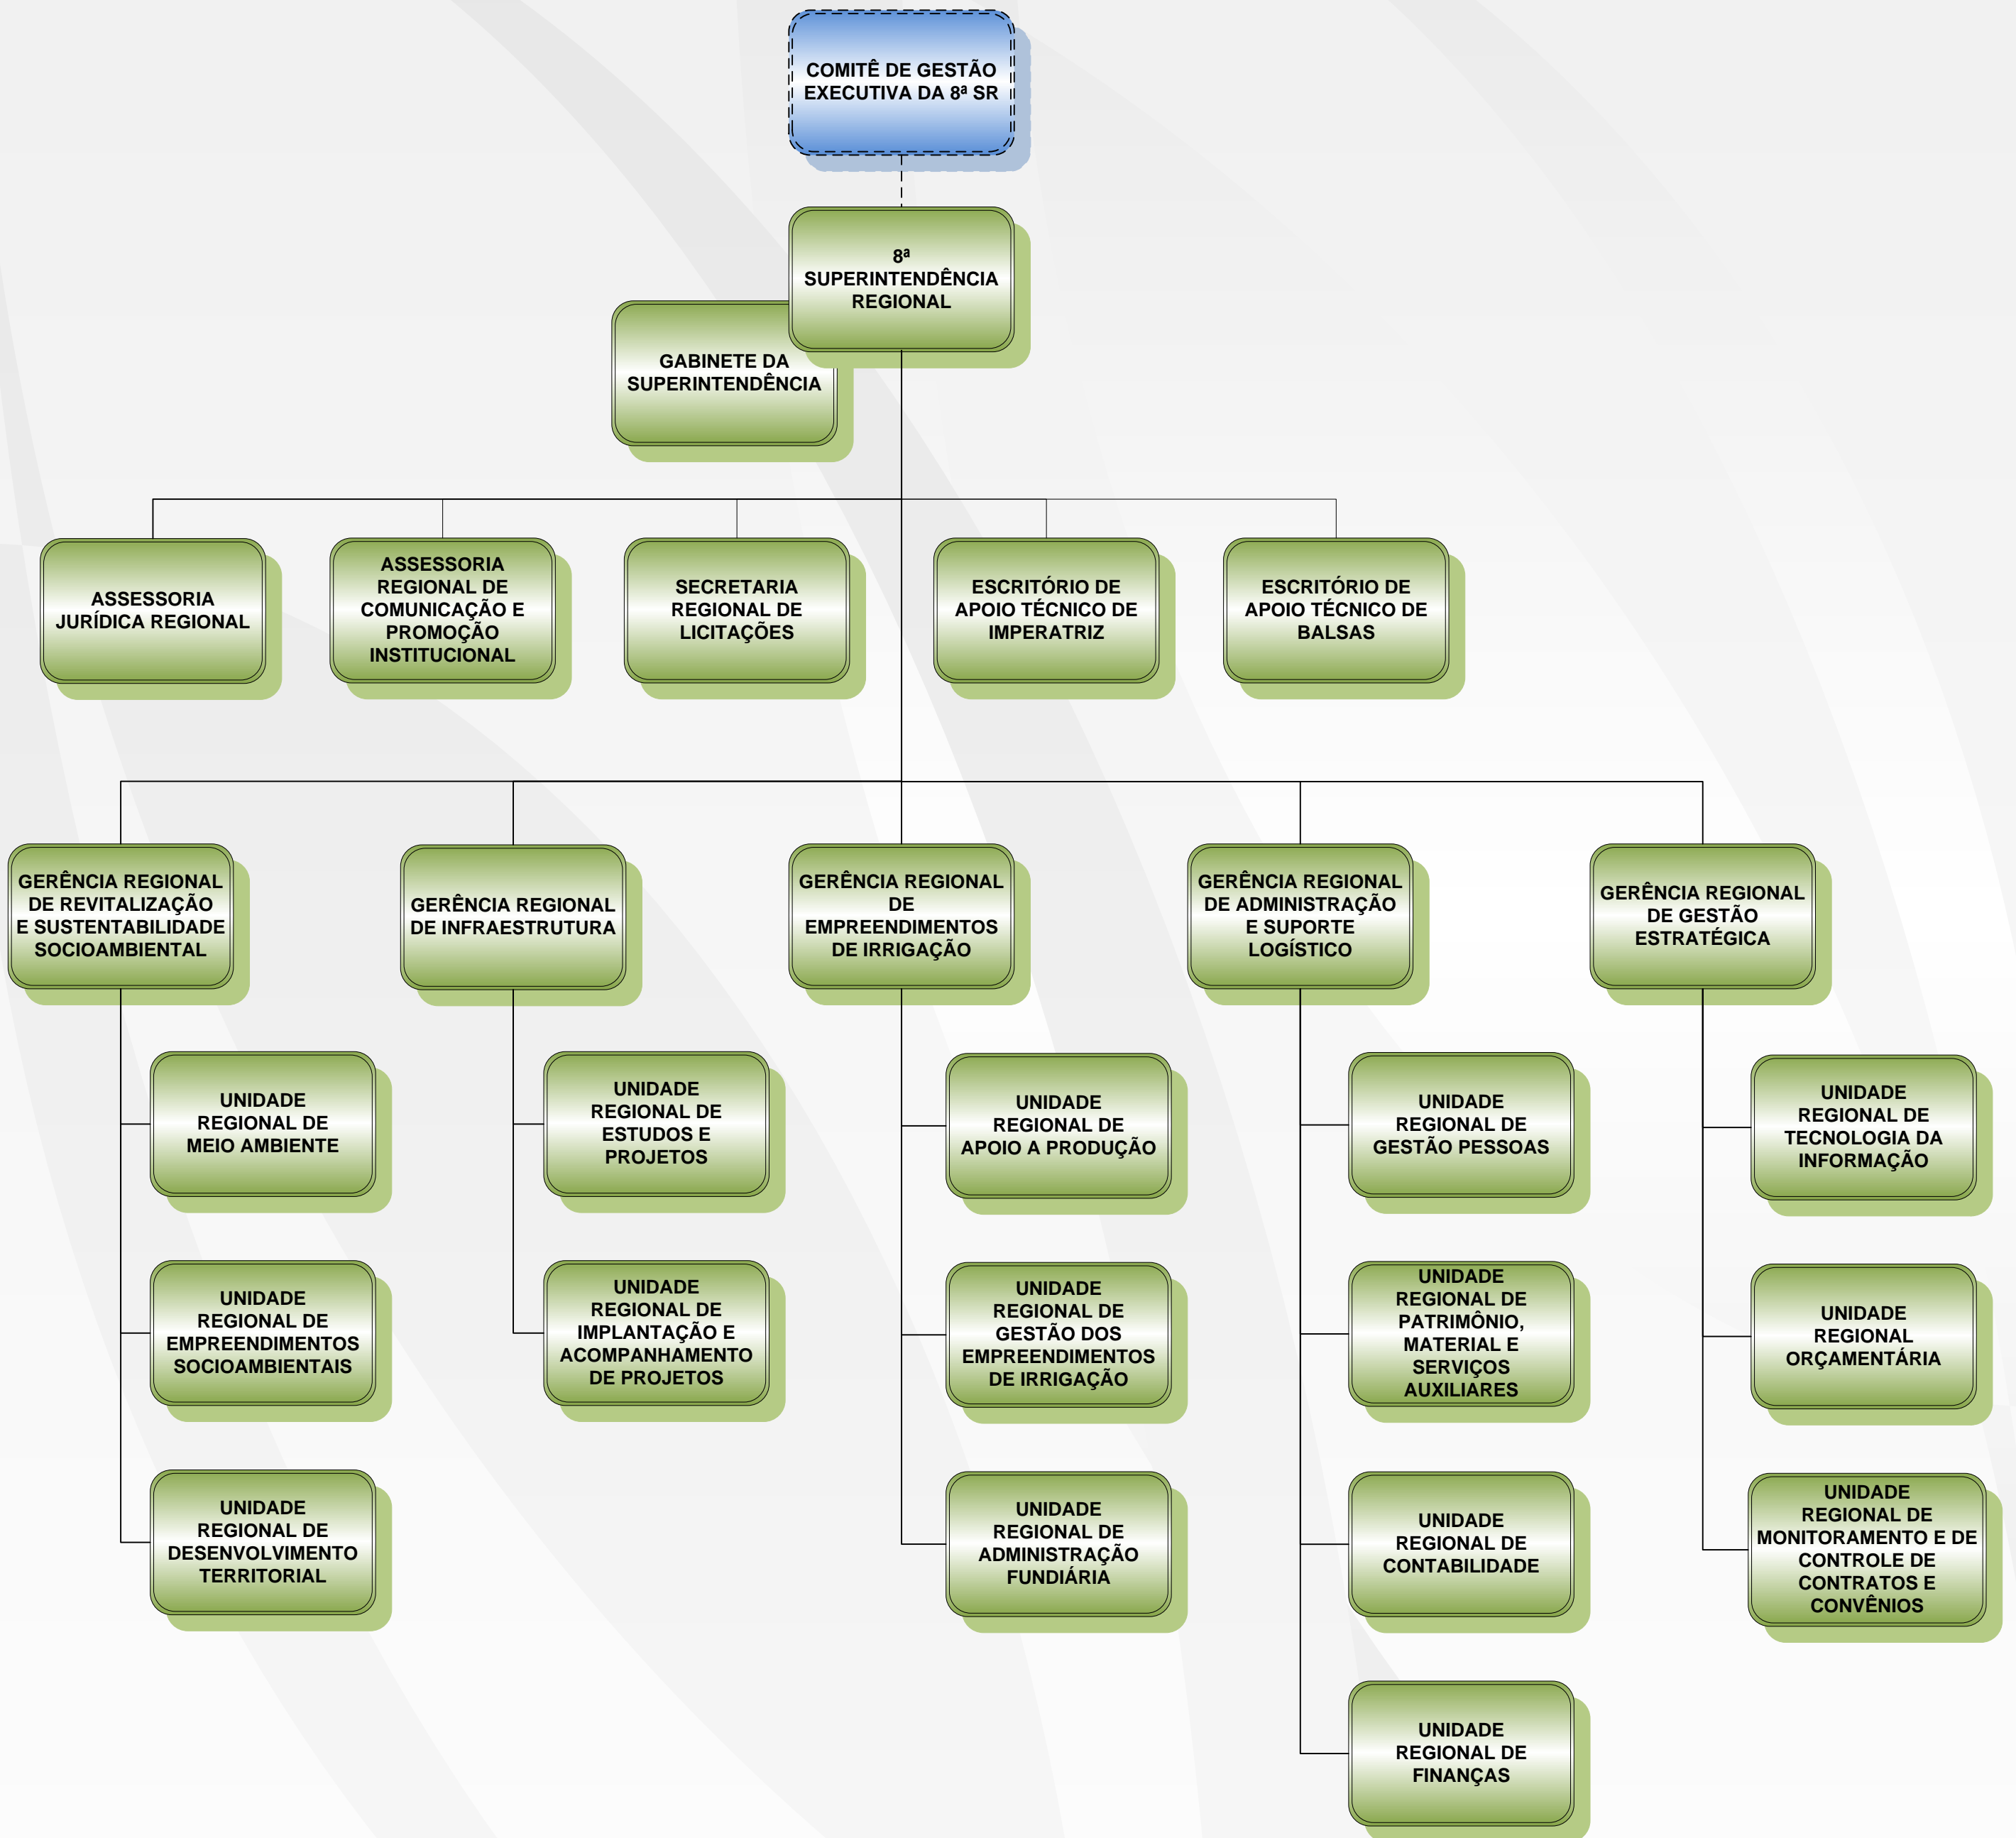 COMITÊ DE GESTÃO
EXECUTIVA DA 8ª SR
8ª
SUPERINTENDÊNCIA
REGIONAL
GABINETE DA
SUPERINTENDÊNCIA
ASSESSORIA
JURÍDICA REGIONAL
ASSESSORIA
REGIONAL DE
COMUNICAÇÃO E
PROMOÇÃO
INSTITUCIONAL
SECRETARIA
REGIONAL DE
LICITAÇÕES
ESCRITÓRIO DE
APOIO TÉCNICO DE
IMPERATRIZ
ESCRITÓRIO DE
APOIO TÉCNICO DE
BALSAS
GERÊNCIA REGIONAL
DE REVITALIZAÇÃO
E SUSTENTABILIDADE
SOCIOAMBIENTAL
GERÊNCIA REGIONAL
DE INFRAESTRUTURA
GERÊNCIA REGIONAL
DE
EMPREENDIMENTOS
DE IRRIGAÇÃO
GERÊNCIA REGIONAL
DE ADMINISTRAÇÃO
E SUPORTE
LOGÍSTICO
GERÊNCIA REGIONAL
DE GESTÃO
ESTRATÉGICA
UNIDADE
REGIONAL DE
MEIO AMBIENTE
UNIDADE
REGIONAL DE
EMPREENDIMENTOS
SOCIOAMBIENTAIS
UNIDADE
REGIONAL DE
DESENVOLVIMENTO
TERRITORIAL
UNIDADE
REGIONAL DE
ESTUDOS E
PROJETOS
UNIDADE
REGIONAL DE
IMPLANTAÇÃO E
ACOMPANHAMENTO
DE PROJETOS
UNIDADE
REGIONAL DE
APOIO A PRODUÇÃO
UNIDADE
REGIONAL DE
GESTÃO DOS
EMPREENDIMENTOS
DE IRRIGAÇÃO
UNIDADE
REGIONAL DE
ADMINISTRAÇÃO
FUNDIÁRIA
UNIDADE
REGIONAL DE
GESTÃO PESSOAS
UNIDADE
REGIONAL DE
PATRIMÔNIO,
MATERIAL E
SERVIÇOS
AUXILIARES
UNIDADE
REGIONAL DE
CONTABILIDADE
UNIDADE
REGIONAL DE
FINANÇAS
UNIDADE
REGIONAL DE
TECNOLOGIA DA
INFORMAÇÃO
UNIDADE
REGIONAL
ORÇAMENTÁRIA
UNIDADE
REGIONAL DE
MONITORAMENTO E DE
CONTROLE DE
CONTRATOS E
CONVÊNIOS